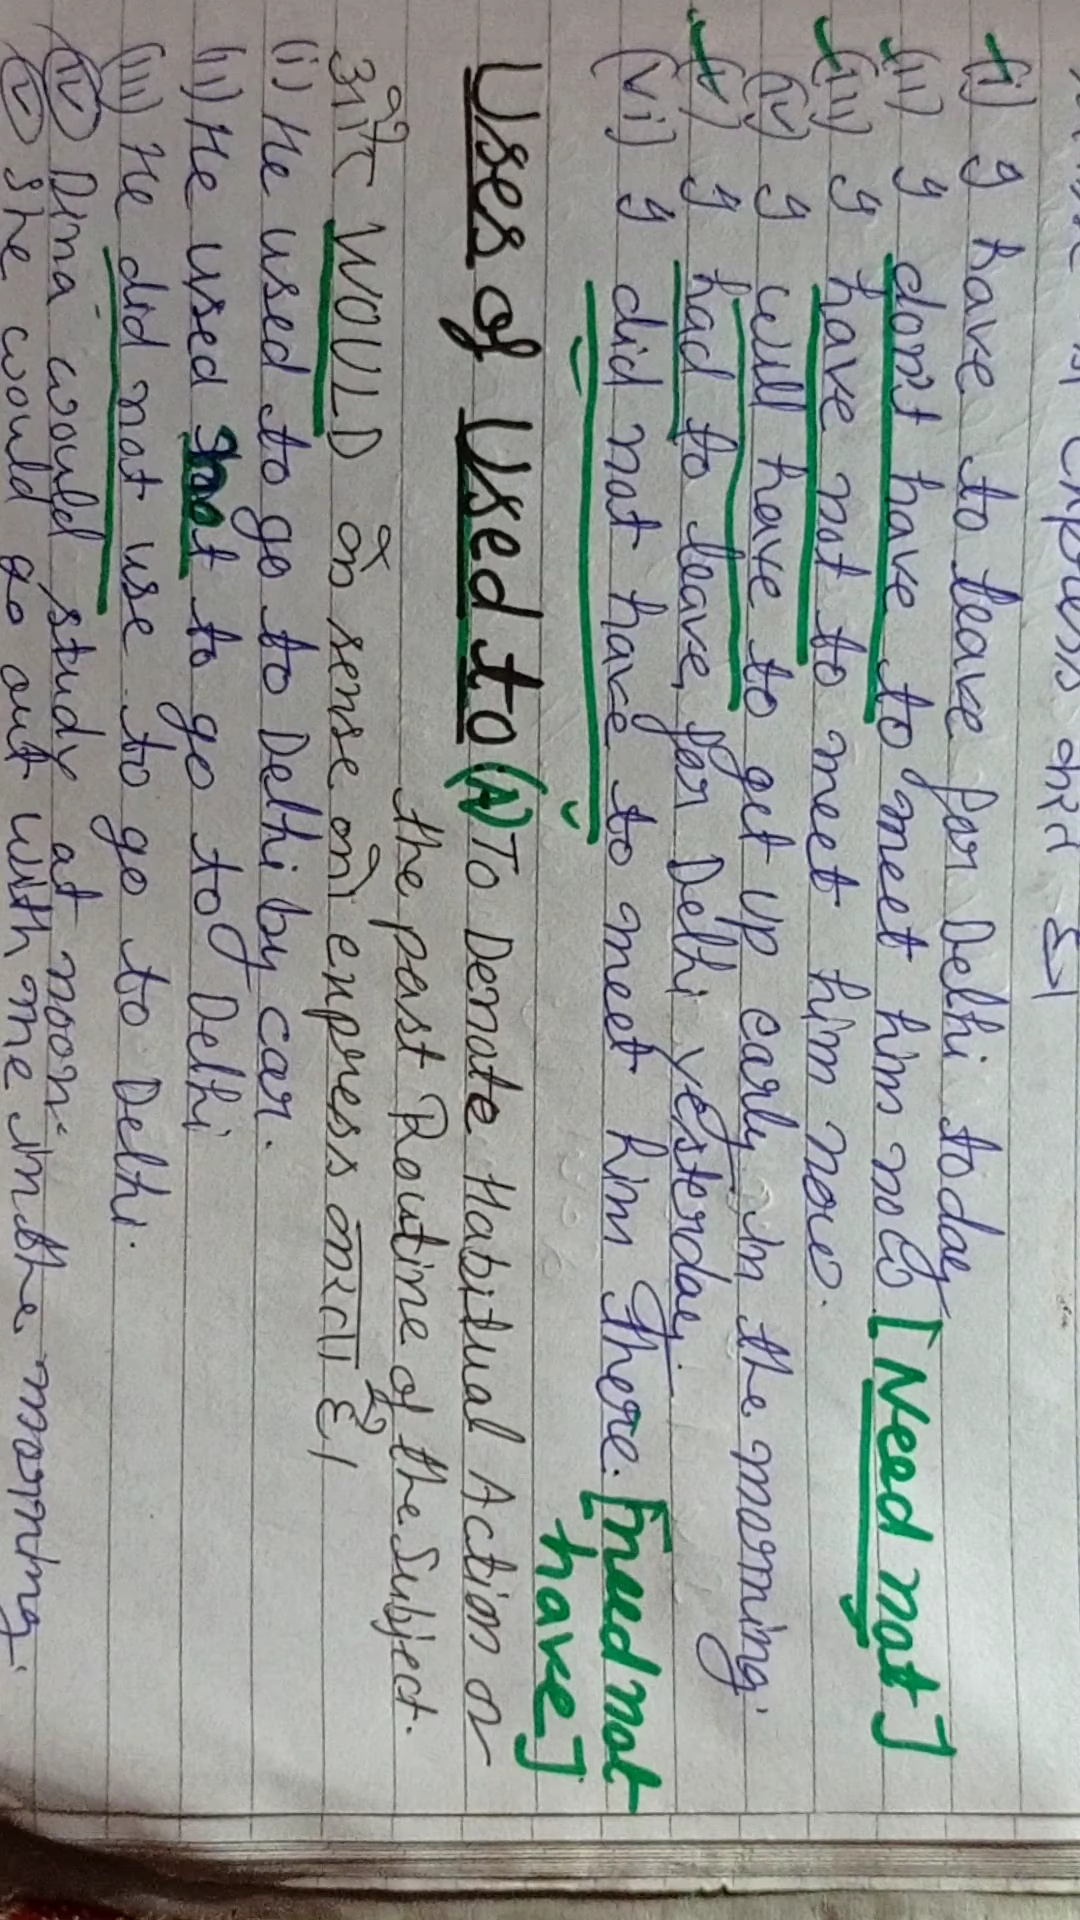 express करते हैं।
(i) I have to leave for Delhi today
(ii) I don't have to meet him now [Need not]
(iii) I have not to meet him now.
(iv) I will have to get up early in the morning.
(v) I had to leave for Delhi yesterday.
(vi) I did not have to meet him there. [need not have]
Uses of Used to (A) To Denote Habitual Action or
the past Routine of the Subject.
और WOULD के sense को express करता है।
(i) He used to go to Delhi by car.
(ii) He used not to go to Delhi
(iii) He did not use to go to Delhi.
(iv) Dina would study at noon.
(v) She would go out with me in the morning.